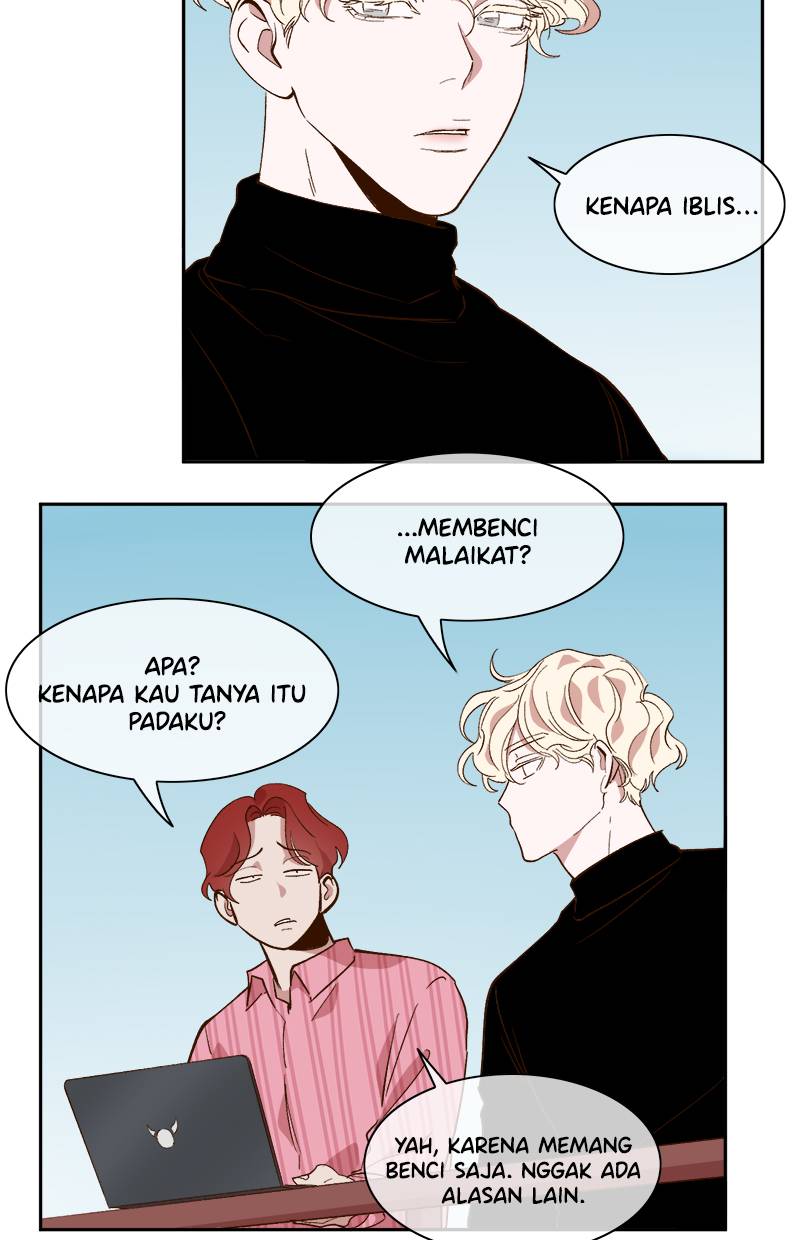 KENAPA IBLIS...
...MEMBENCI
MALAIKAT?
APA?
KENAPA KAU TANYA ITU
PADAKU?
YAH, KARENA MEMANG
BENCI SAJA. NGGAK ADA
ALASAN LAIN.